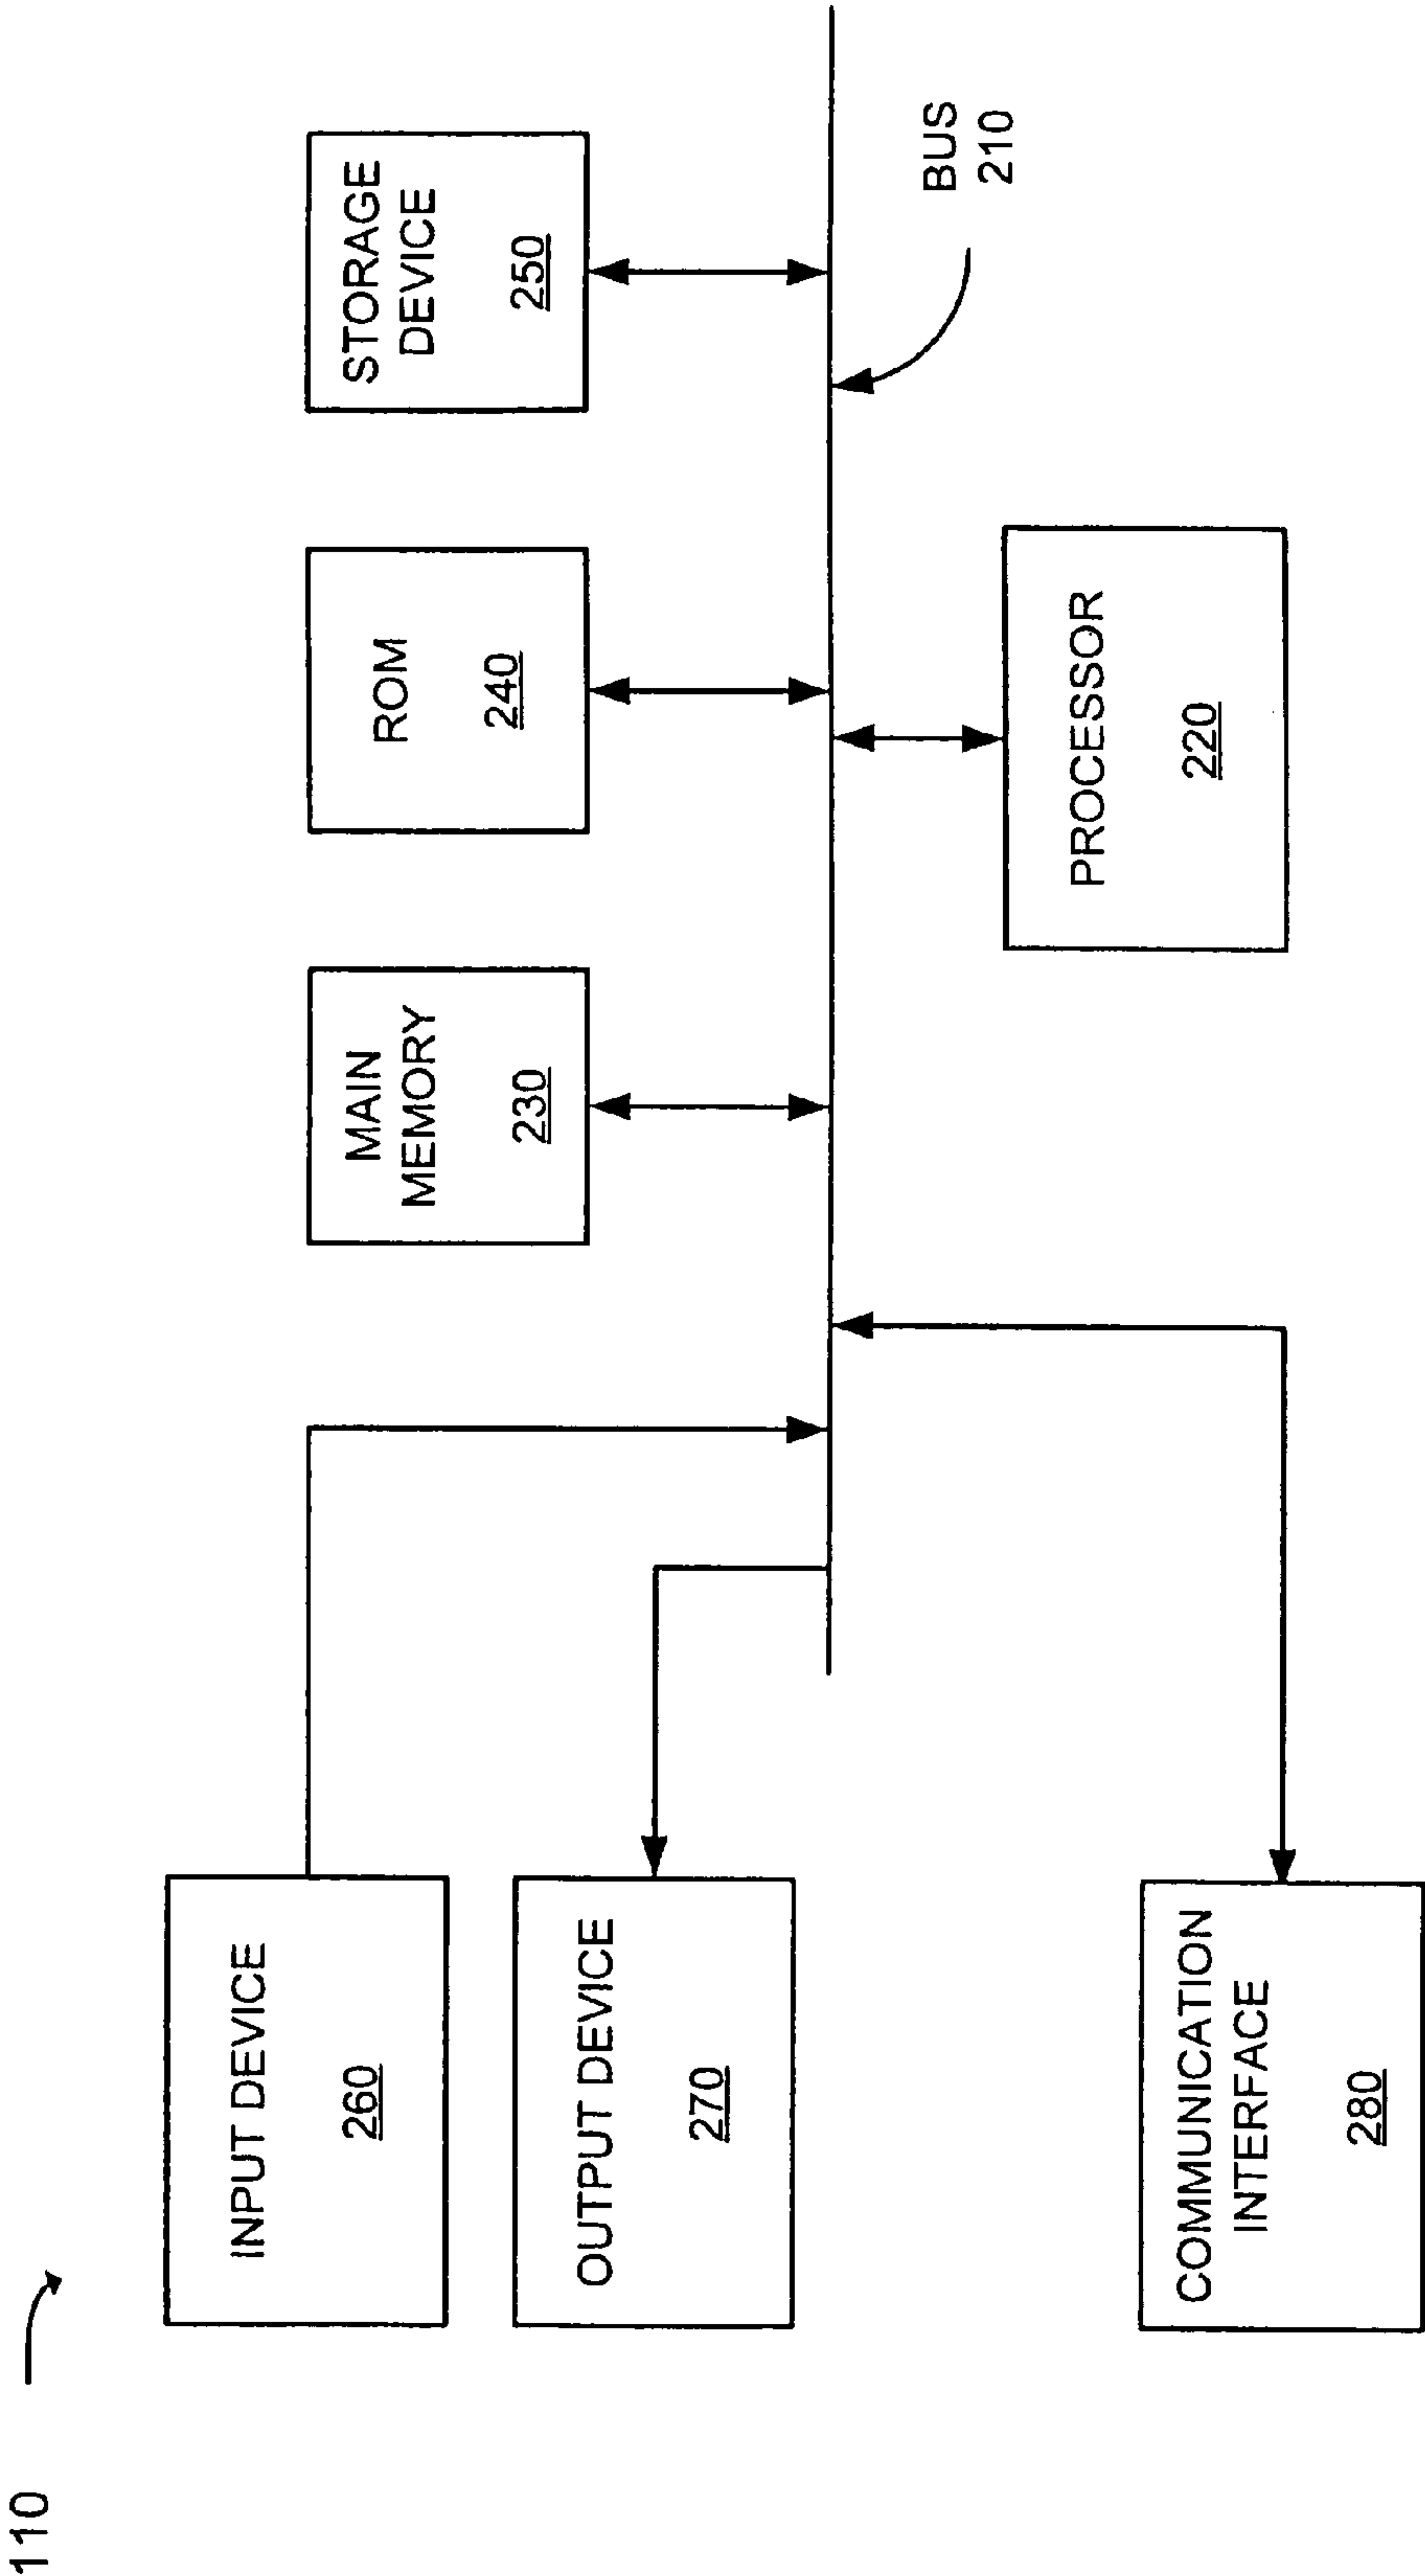 110
INPUT DEVICE
260
OUTPUT DEVICE
270
COMMUNICATION
INTERFACE
280
MAIN
MEMORY
230
ROM
240
STORAGE
DEVICE
250
PROCESSOR
220
BUS
210